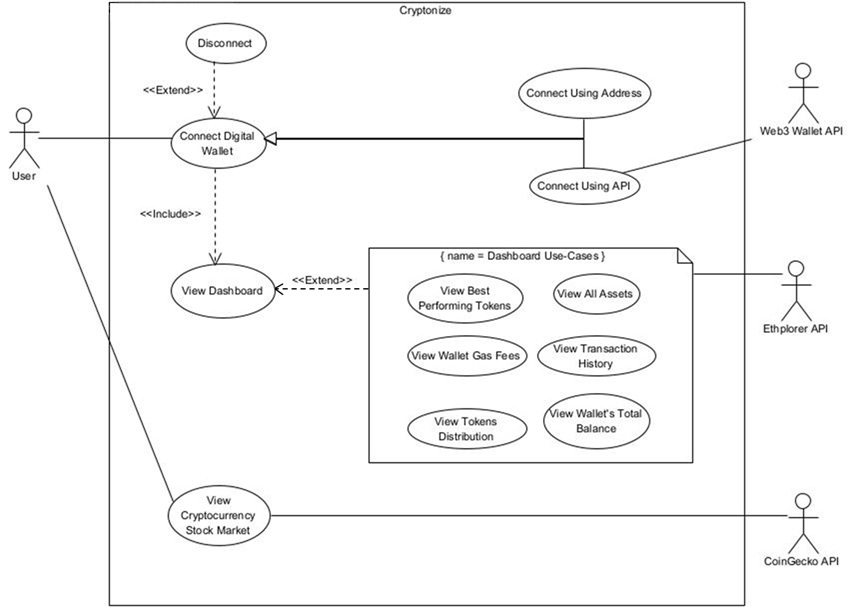 Cryptonize
Disconnect
<<Extend>>
Connect Using Address
Web3 Wallet API
Connect Digital
Wallet
User
Connect Using API
<<Include>>
{ name = Dashboard Use-Cases }
View Dashboard
<<Extend>>
View Best
Performing Tokens
View All Assets
Ethplorer API
View Wallet Gas Fees
View Transaction
History
View Tokens
Distribution
View Wallet's Total
Balance
View
Cryptocurrency
Stock Market
CoinGecko API